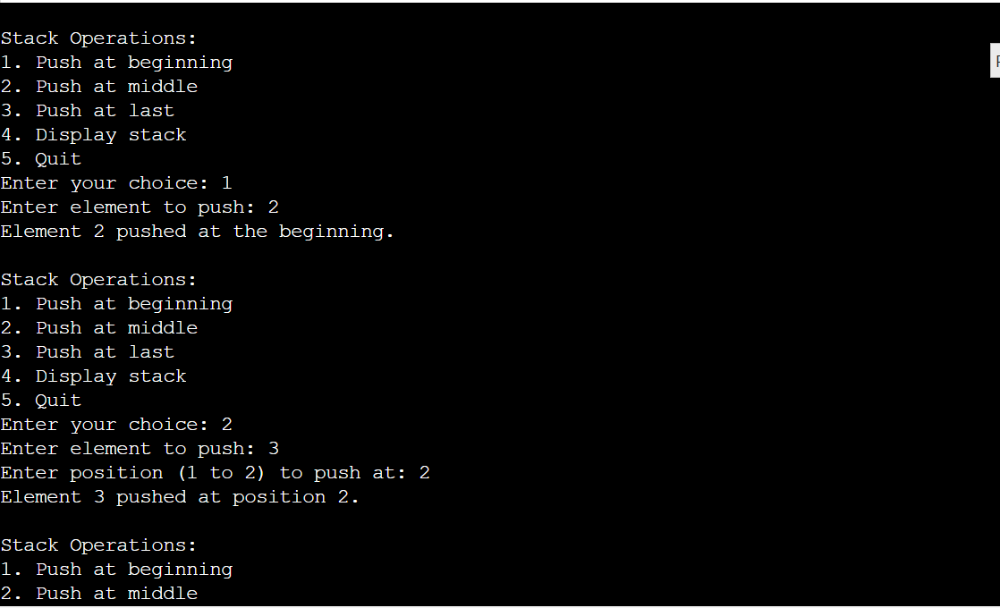 Stack Operations:
1. Push at beginning
2. Push at middle
3. Push at last
4. Display stack
5. Quit
Enter your choice: 1
Enter element to push: 2
Element 2 pushed at the beginning.
Stack Operations:
1. Push at beginning
2. Push at middle
3. Push at last
4. Display stack
5. Quit
Enter your choice: 2
Enter element to push: 3
Enter position (1 to 2) to push at: 2
Element 3 pushed at position 2.
Stack Operations:
1. Push at beginning
2. Push at middle